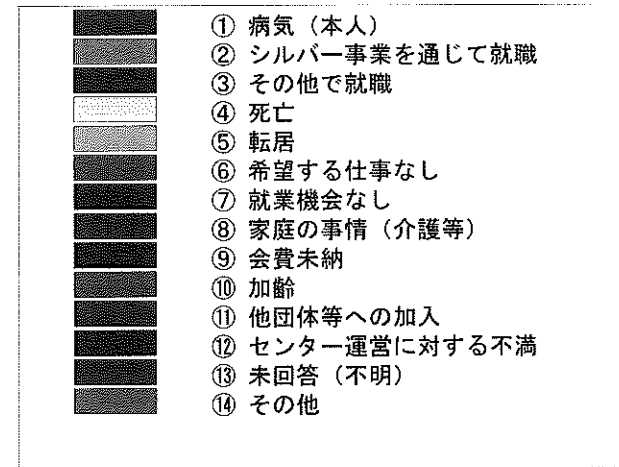 ① 病気（本人）
② シルバー事業を通じて就職
③ その他で就職
④ 死亡
⑤ 転居
⑥ 希望する仕事なし
⑦ 就業機会なし
⑧ 家庭の事情（介護等）
⑨ 会費未納
⑩ 加齢
⑪ 他団体等への加入
⑫ センター運営に対する不満
⑬ 未回答（不明）
⑭ その他